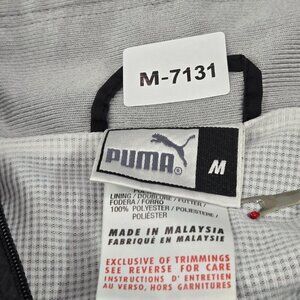 M-7131
PUMA®
M
LINING / DOUBLURE / FUTTER /
FODERA / FORRO
100% POLYESTER / POLIESTERE /
POLIÉSTER
MADE IN MALAYSIA
FABRIQUÉ EN MALAYSIE
EXCLUSIVE OF TRIMMINGS
SEE REVERSE FOR CARE
INSTRUCTIONS D'ENTRETIEN
AU VERSO, HORS GARNITURES